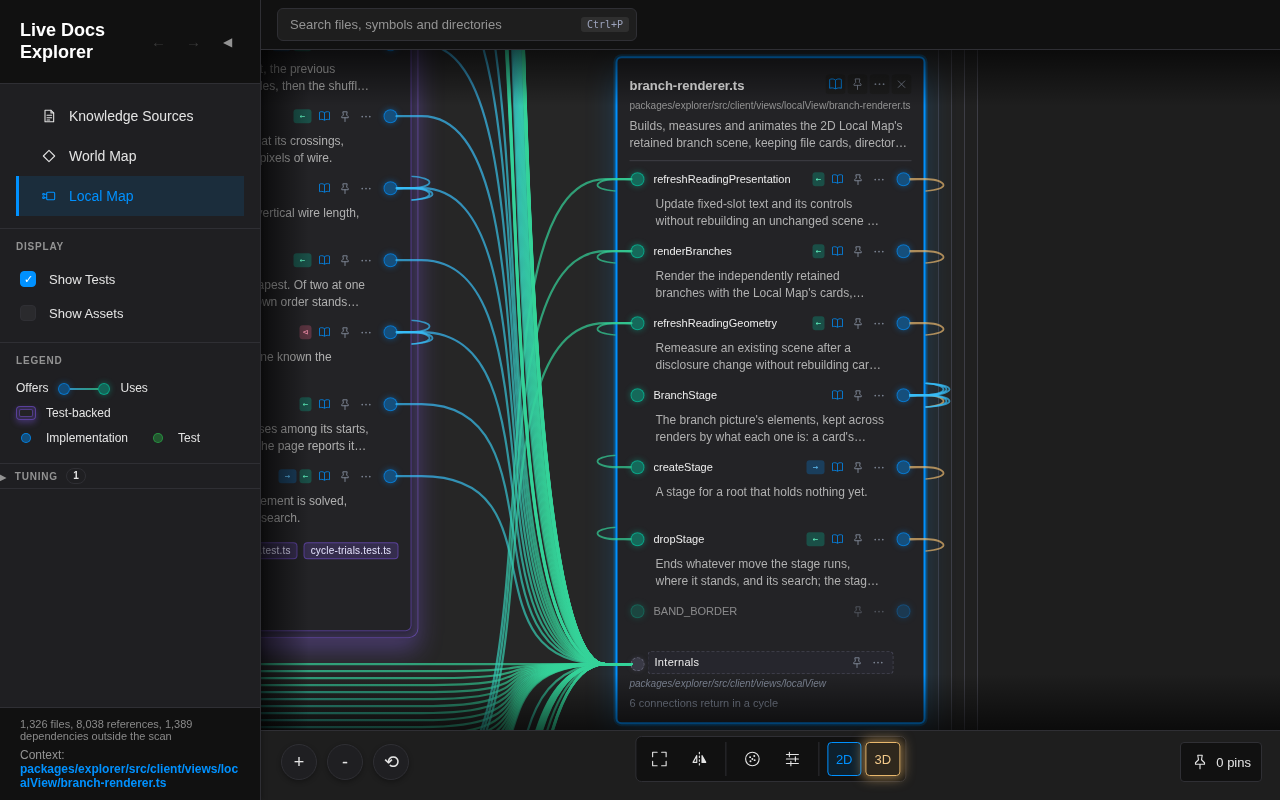 Live Docs
Explorer
Search files, symbols and directories
Ctrl+P
Knowledge Sources
World Map
Local Map
DISPLAY
Show Tests
Show Assets
LEGEND
Offers
Uses
Test-backed
Implementation
Test
TUNING
1
1,326 files, 8,038 references, 1,389
dependencies outside the scan
Context:
packages/explorer/src/client/views/loc
alView/branch-renderer.ts
, the previous
es, then the shuffl…
at its crossings,
pixels of wire.
vertical wire length,
apest. Of two at one
wn order stands…
ne known the
ses among its starts,
he page reports it…
ement is solved,
search.
test.ts
cycle-trials.test.ts
branch-renderer.ts
packages/explorer/src/client/views/localView/branch-renderer.ts
Builds, measures and animates the 2D Local Map's
retained branch scene, keeping file cards, director…
refreshReadingPresentation
Update fixed-slot text and its controls
without rebuilding an unchanged scene …
renderBranches
Render the independently retained
branches with the Local Map's cards,…
refreshReadingGeometry
Remeasure an existing scene after a
disclosure change without rebuilding car…
BranchStage
The branch picture's elements, kept across
renders by what each one is: a card's…
createStage
A stage for a root that holds nothing yet.
dropStage
Ends whatever move the stage runs,
where it stands, and its search; the stag…
BAND_BORDER
Internals
packages/explorer/src/client/views/localView
6 connections return in a cycle
+
-
2D
3D
0 pins